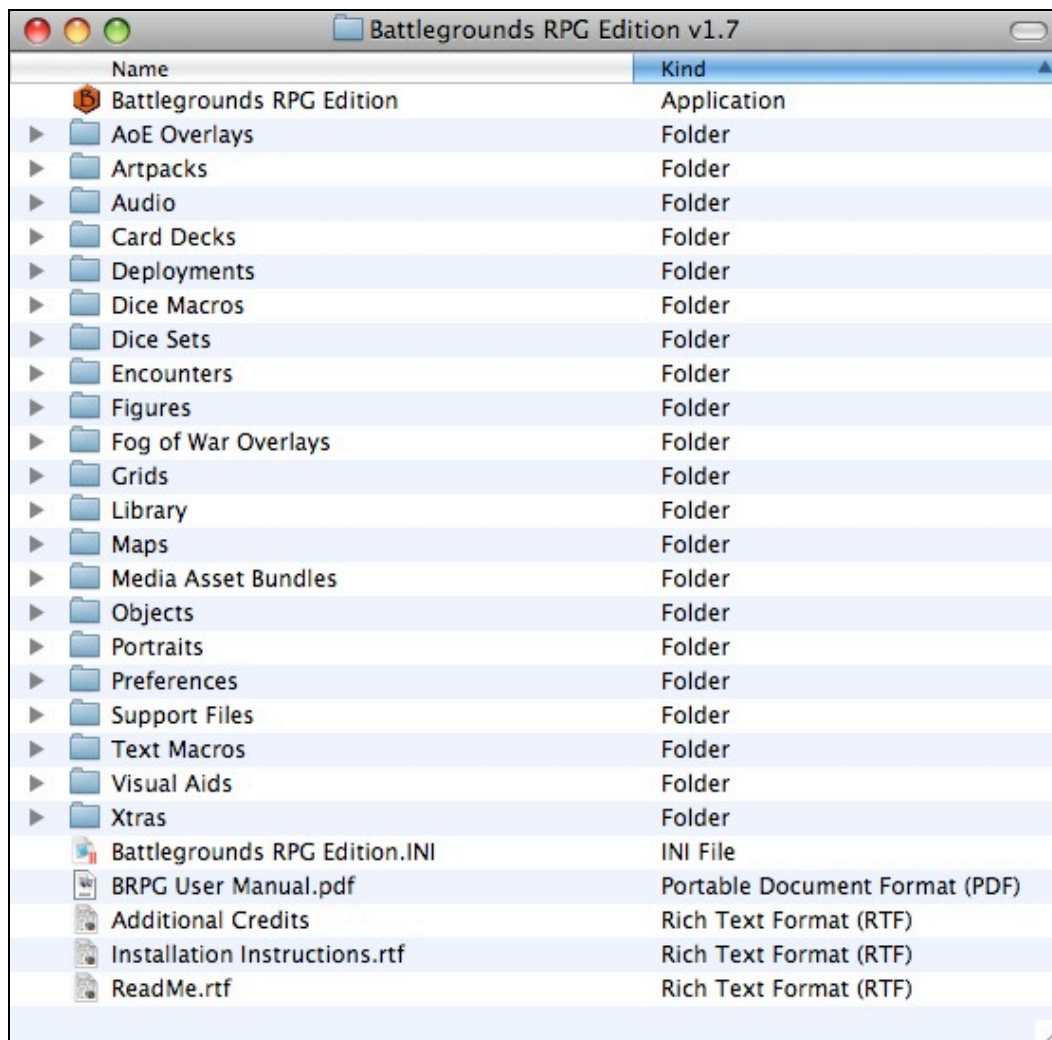 Battlegrounds RPG Edition v1.7
Name Kind
Battlegrounds RPG Edition Application
AoE Overlays Folder
Artpacks Folder
Audio Folder
Card Decks Folder
Deployments Folder
Dice Macros Folder
Dice Sets Folder
Encounters Folder
Figures Folder
Fog of War Overlays Folder
Grids Folder
Library Folder
Maps Folder
Media Asset Bundles Folder
Objects Folder
Portraits Folder
Preferences Folder
Support Files Folder
Text Macros Folder
Visual Aids Folder
Xtras Folder
Battlegrounds RPG Edition.INI INI File
BRPG User Manual.pdf Portable Document Format (PDF)
Additional Credits Rich Text Format (RTF)
Installation Instructions.rtf Rich Text Format (RTF)
ReadMe.rtf Rich Text Format (RTF)